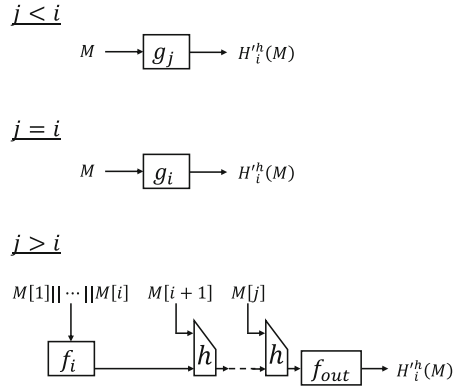 j < i
M g_j H'^h_i(M)
j = i
M g_i H'^h_i(M)
j > i
M[1]|| ⋯ ||M[i] M[i + 1] M[j]
f_i h h f_out H'^h_i(M)